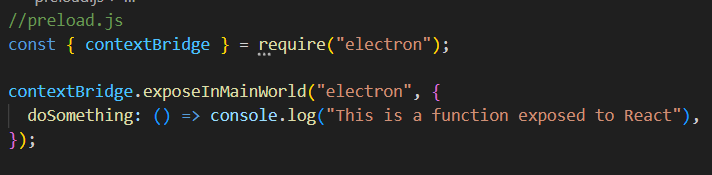 //preload.js
const { contextBridge } = require("electron");
contextBridge.exposeInMainWorld("electron", {
doSomething: () => console.log("This is a function exposed to React"),
});